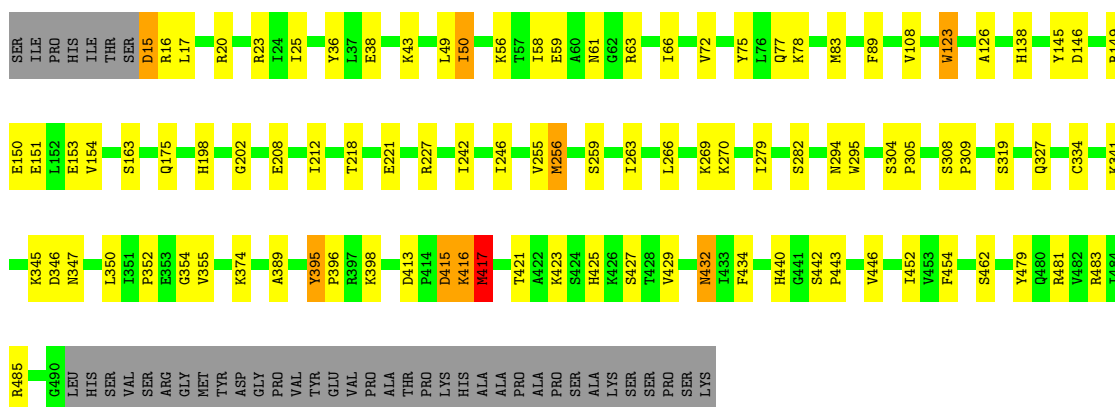 SER ILE PRO HIS ILE THR SER D15 R16 L17 R20 R23 I24 I25 Y36 L37 E38 K43 L49 I50 K56 T57 I58 E59 A60 N61 G62 R63 I66 V72 Y75 L76 Q77 K78 M83 F89 V108 W123 A126 H138 Y145 D146 R149
E150 E151 L152 E153 V154 S163 Q175 H198 G202 E208 I212 T218 E221 R227 I242 I246 V255 M256 S259 I263 L266 K269 K270 I279 S282 N294 W295 S304 P305 S308 P309 S319 Q327 C334 K341
K345 D346 N347 L350 I351 P352 E353 G354 V355 K374 A389 Y395 P396 R397 K398 D413 P414 D415 K416 M417 T421 A422 K423 S424 H425 K426 S427 T428 V429 N432 I433 F434 H440 G441 S442 P443 V446 I452 V453 F454 S462 Y479 Q480 R481 V482 R483 I484
R485 G490 LEU HIS SER VAL SER ARG GLY MET TYR ASP GLY PRO VAL TYR GLU VAL PRO ALA THR PRO LYS HIS ALA ALA PRO ALA PRO SER ALA LYS SER SER PRO SER LYS